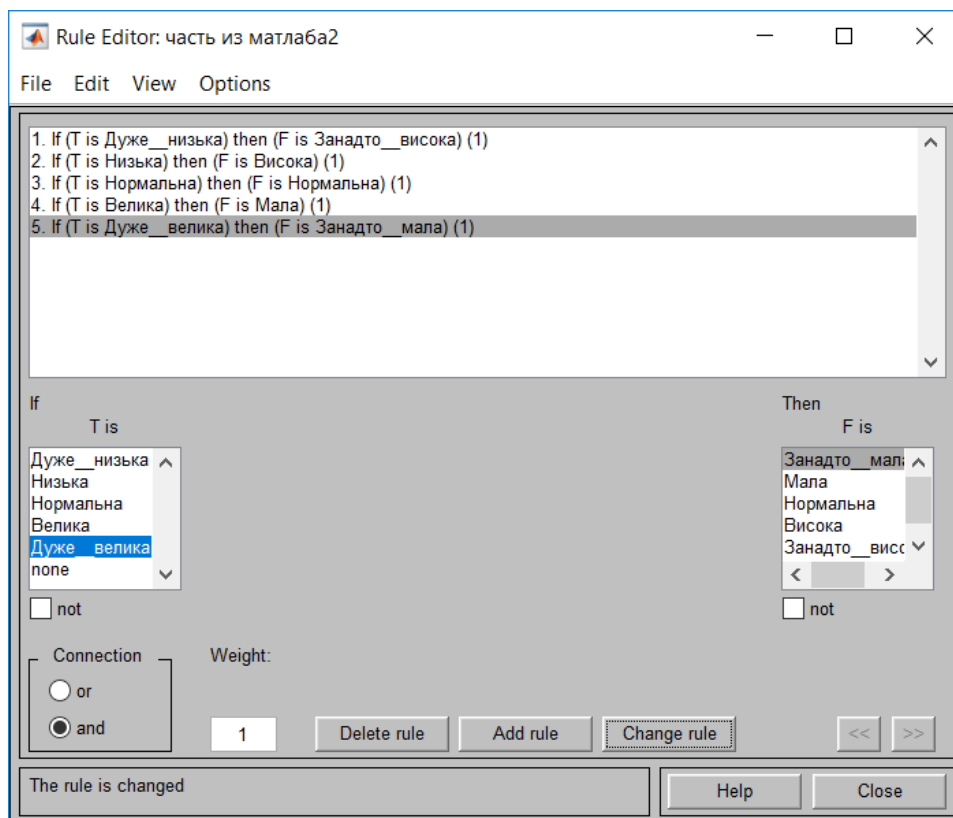 Rule Editor: часть из матлаба2
File Edit View Options
1. If (T is Дуже__низька) then (F is Занадто__висока) (1)
2. If (T is Низька) then (F is Висока) (1)
3. If (T is Нормальна) then (F is Нормальна) (1)
4. If (T is Велика) then (F is Мала) (1)
5. If (T is Дуже__велика) then (F is Занадто__мала) (1)
If
T is
Дуже__низька
Низька
Нормальна
Велика
Дуже__велика
none
not
Then
F is
Занадто__мала
Мала
Нормальна
Висока
Занадто__висо
not
Connection
or
and
Weight:
1
Delete rule
Add rule
Change rule
<<
>>
The rule is changed
Help
Close